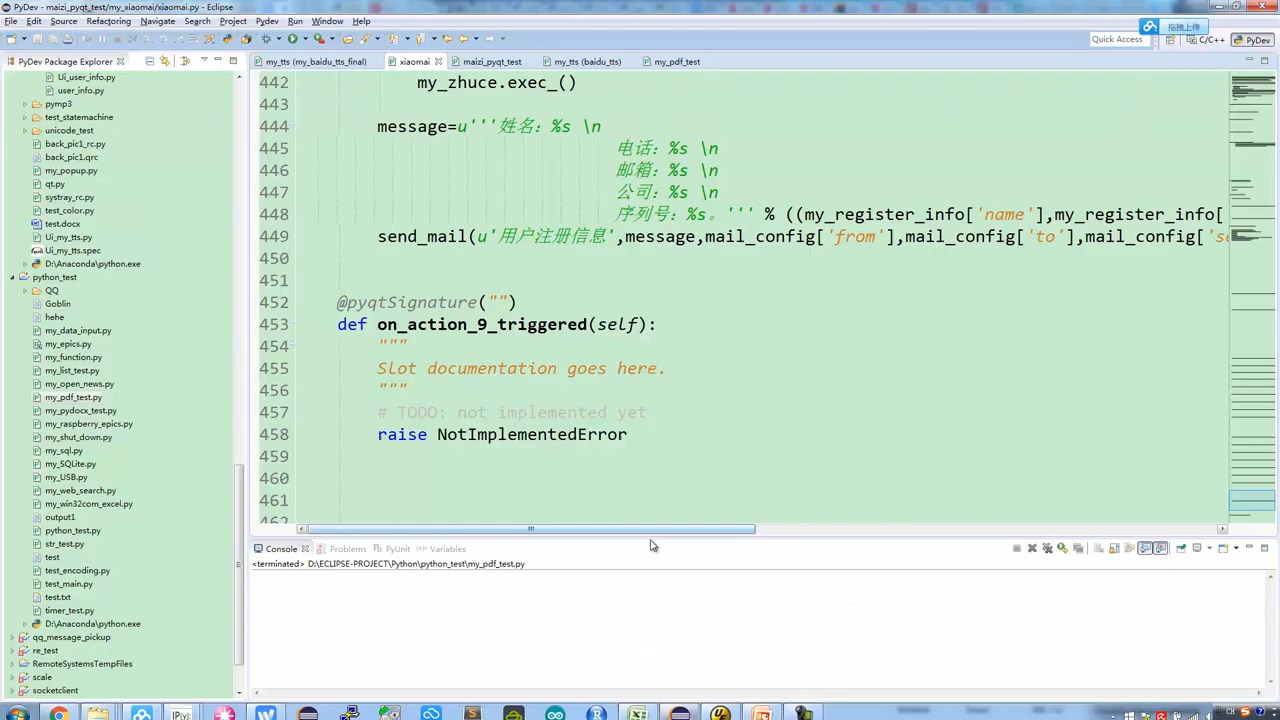 PyDev - maizi_pyqt_test/my_xiaomai/xiaomai.py - Eclipse
File Edit Source Refactoring Navigate Search Project Pydev Run Window Help
拖拽上传
Quick Access
C/C++
PyDev
PyDev Package Explorer
my_tts (my_baidu_tts_final)
xiaomai
maizi_pyqt_test
my_tts (baidu_tts)
my_pdf_test
Ui_user_info.py
user_info.py
pymp3
test_statemachine
unicode_test
back_pic1_rc.py
back_pic1.qrc
my_popup.py
qt.py
systray_rc.py
test_color.py
test.docx
Ui_my_tts.py
Ui_my_tts.spec
D:\Anaconda\python.exe
python_test
QQ
Goblin
hehe
my_data_input.py
my_epics.py
my_function.py
my_list_test.py
my_open_news.py
my_pdf_test.py
my_pydocx_test.py
my_raspberry_epics.py
my_shut_down.py
my_sql.py
my_SQLite.py
my_USB.py
my_web_search.py
my_win32com_excel.py
output1
python_test.py
str_test.py
test
test_encoding.py
test_main.py
test.txt
timer_test.py
D:\Anaconda\python.exe
qq_message_pickup
re_test
RemoteSystemsTempFiles
scale
socketclient
442 my_zhuce.exec_()
443
444 message=u'''姓名: %s \n
445 电话: %s \n
446 邮箱: %s \n
447 公司: %s \n
448 序列号: %s。''' % ((my_register_info['name'],my_register_info[
449 send_mail(u'用户注册信息',message,mail_config['from'],mail_config['to'],mail_config['se
450
451
452 @pyqtSignature("")
453 def on_action_9_triggered(self):
454 """
455 Slot documentation goes here.
456 """
457 # TODO: not implemented yet
458 raise NotImplementedError
459
460
461
462
Console Problems PyUnit Variables
<terminated> D:\ECLIPSE-PROJECT\Python\python_test\my_pdf_test.py
IP[y]:
CH